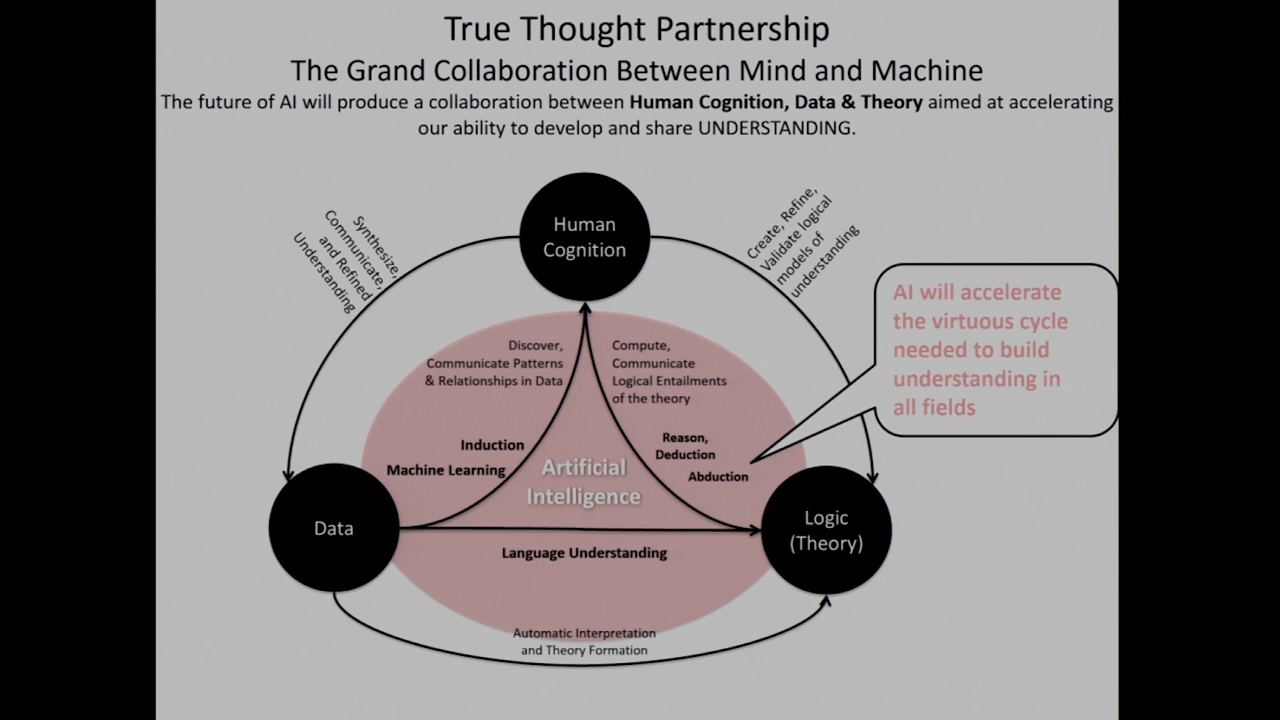 True Thought Partnership
The Grand Collaboration Between Mind and Machine
The future of AI will produce a collaboration between Human Cognition, Data & Theory aimed at accelerating
our ability to develop and share UNDERSTANDING.
Synthesize,
Communicate,
and Refined
Understanding
Human
Cognition
Create, Refine,
Validate logical
models of
understanding
AI will accelerate
the virtuous cycle
needed to build
understanding in
all fields
Discover,
Communicate Patterns
& Relationships in Data
Compute,
Communicate
Logical Entailments
of the theory
Induction
Machine Learning
Reason,
Deduction
Abduction
Artificial
Intelligence
Data
Logic
(Theory)
Language Understanding
Automatic Interpretation
and Theory Formation